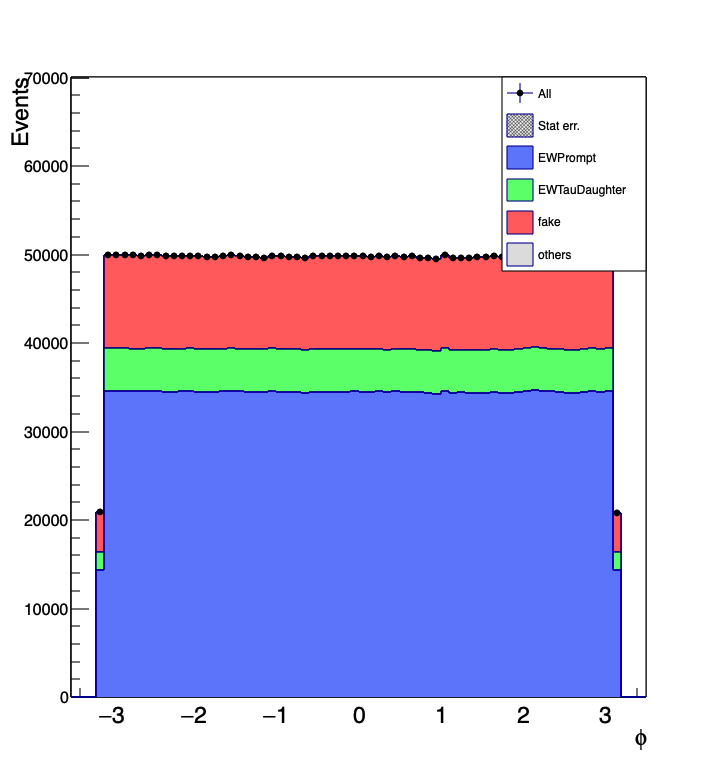 Events
70000
60000
50000
40000
30000
20000
10000
0
All
Stat err.
EWPrompt
EWTauDaughter
fake
others
−3 −2 −1 0 1 2 3
ϕ